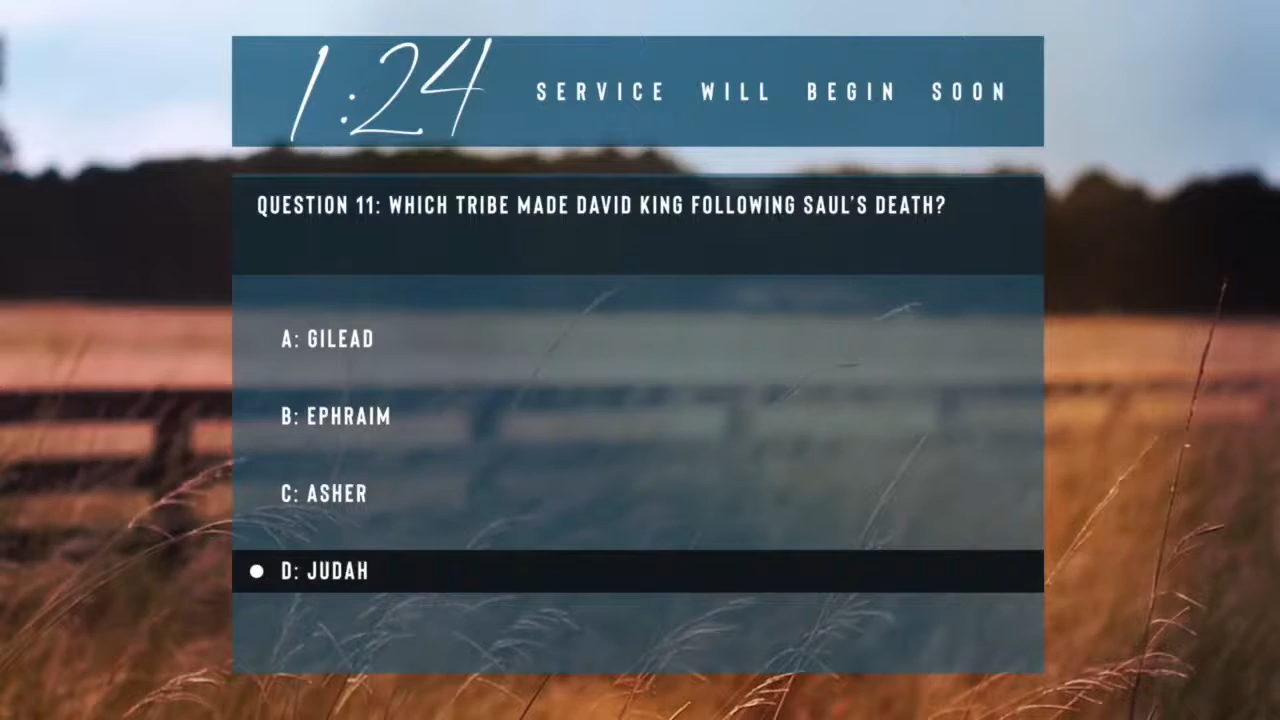 1:24 SERVICE WILL BEGIN SOON
QUESTION 11: WHICH TRIBE MADE DAVID KING FOLLOWING SAUL'S DEATH?
A: GILEAD
B: EPHRAIM
C: ASHER
D: JUDAH